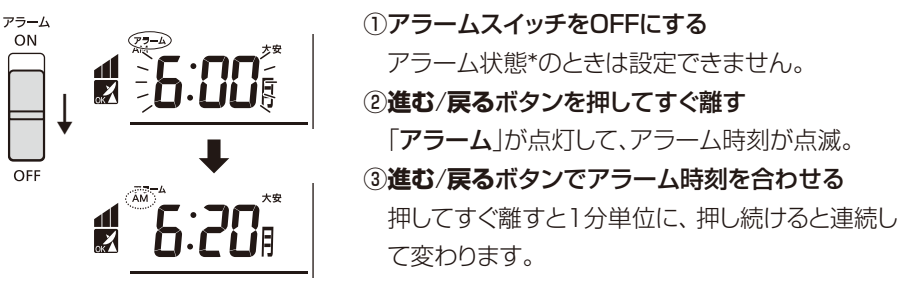 アラーム
ON
OFF
アラーム
AM
大安
6:00
月
OK
アラーム
AM
大安
6:20
月
OK
①アラームスイッチをOFFにする
アラーム状態*のときは設定できません。
②進む/戻るボタンを押してすぐ離す
「アラーム」が点灯して、アラーム時刻が点滅。
③進む/戻るボタンでアラーム時刻を合わせる
押してすぐ離すと1分単位に、押し続けると連続し
て変わります。